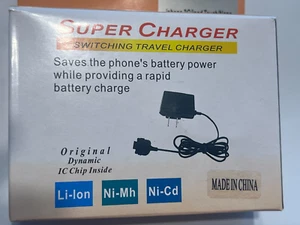 SUPER CHARGER
SWITCHING TRAVEL CHARGER
Saves the phone's battery power
while providing a rapid
battery charge
Original
Dynamic
IC Chip Inside
Li-Ion Ni-Mh Ni-Cd
MADE IN CHINA